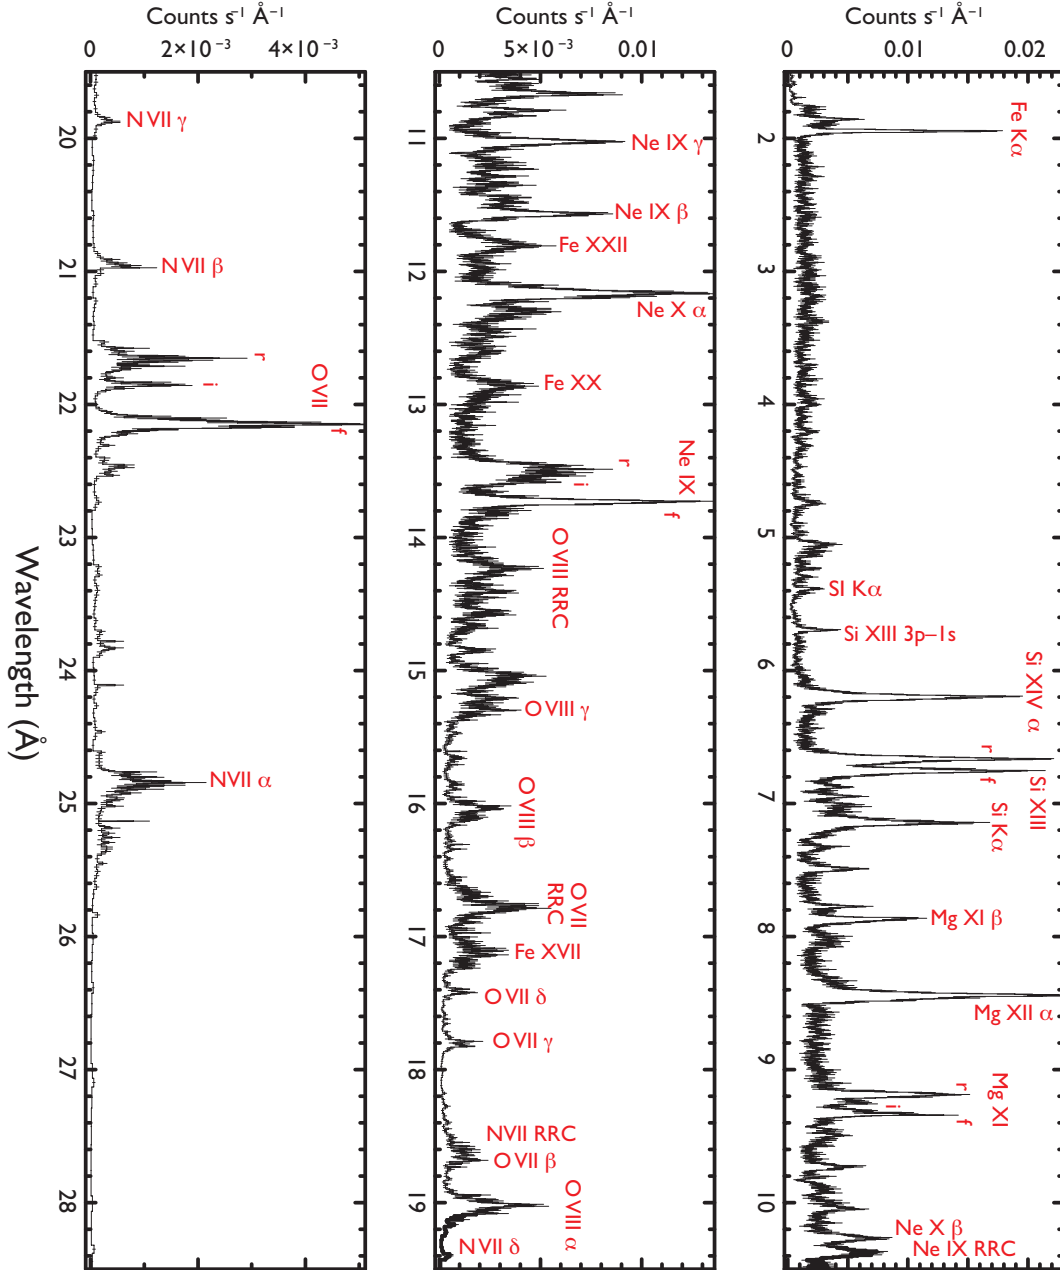 Counts s⁻¹ Å⁻¹
0
2×10⁻³
4×10⁻³
N VII γ
N VII β
r
i
O VII
f
N VII α
20
21
22
23
24
25
26
27
28
Wavelength (Å)
Counts s⁻¹ Å⁻¹
0
5×10⁻³
0.01
Ne IX γ
Ne IX β
Fe XXII
Ne X α
Fe XX
Ne IX
r
i
f
O VIII RRC
O VIII γ
O VIII β
O VII
RRC
Fe XVII
O VII δ
O VII γ
N VII RRC
O VII β
O VIII α
N VII δ
11
12
13
14
15
16
17
18
19
Counts s⁻¹ Å⁻¹
0
0.01
0.02
Fe Kα
SI Kα
Si XIII 3p–1s
Si XIV α
r
f
Si XIII
Si Kα
Mg XI β
Mg XII α
Mg XI
r
i
f
Ne X β
Ne IX RRC
2
3
4
5
6
7
8
9
10